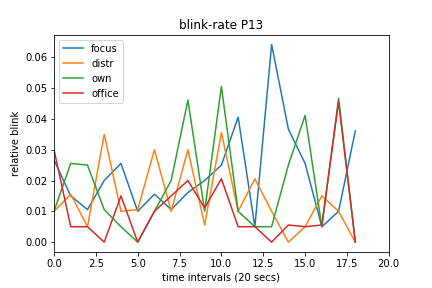 blink-rate P13
focus
distr
own
office
relative blink
0.06
0.05
0.04
0.03
0.02
0.01
0.00
0.0 2.5 5.0 7.5 10.0 12.5 15.0 17.5 20.0
time intervals (20 secs)